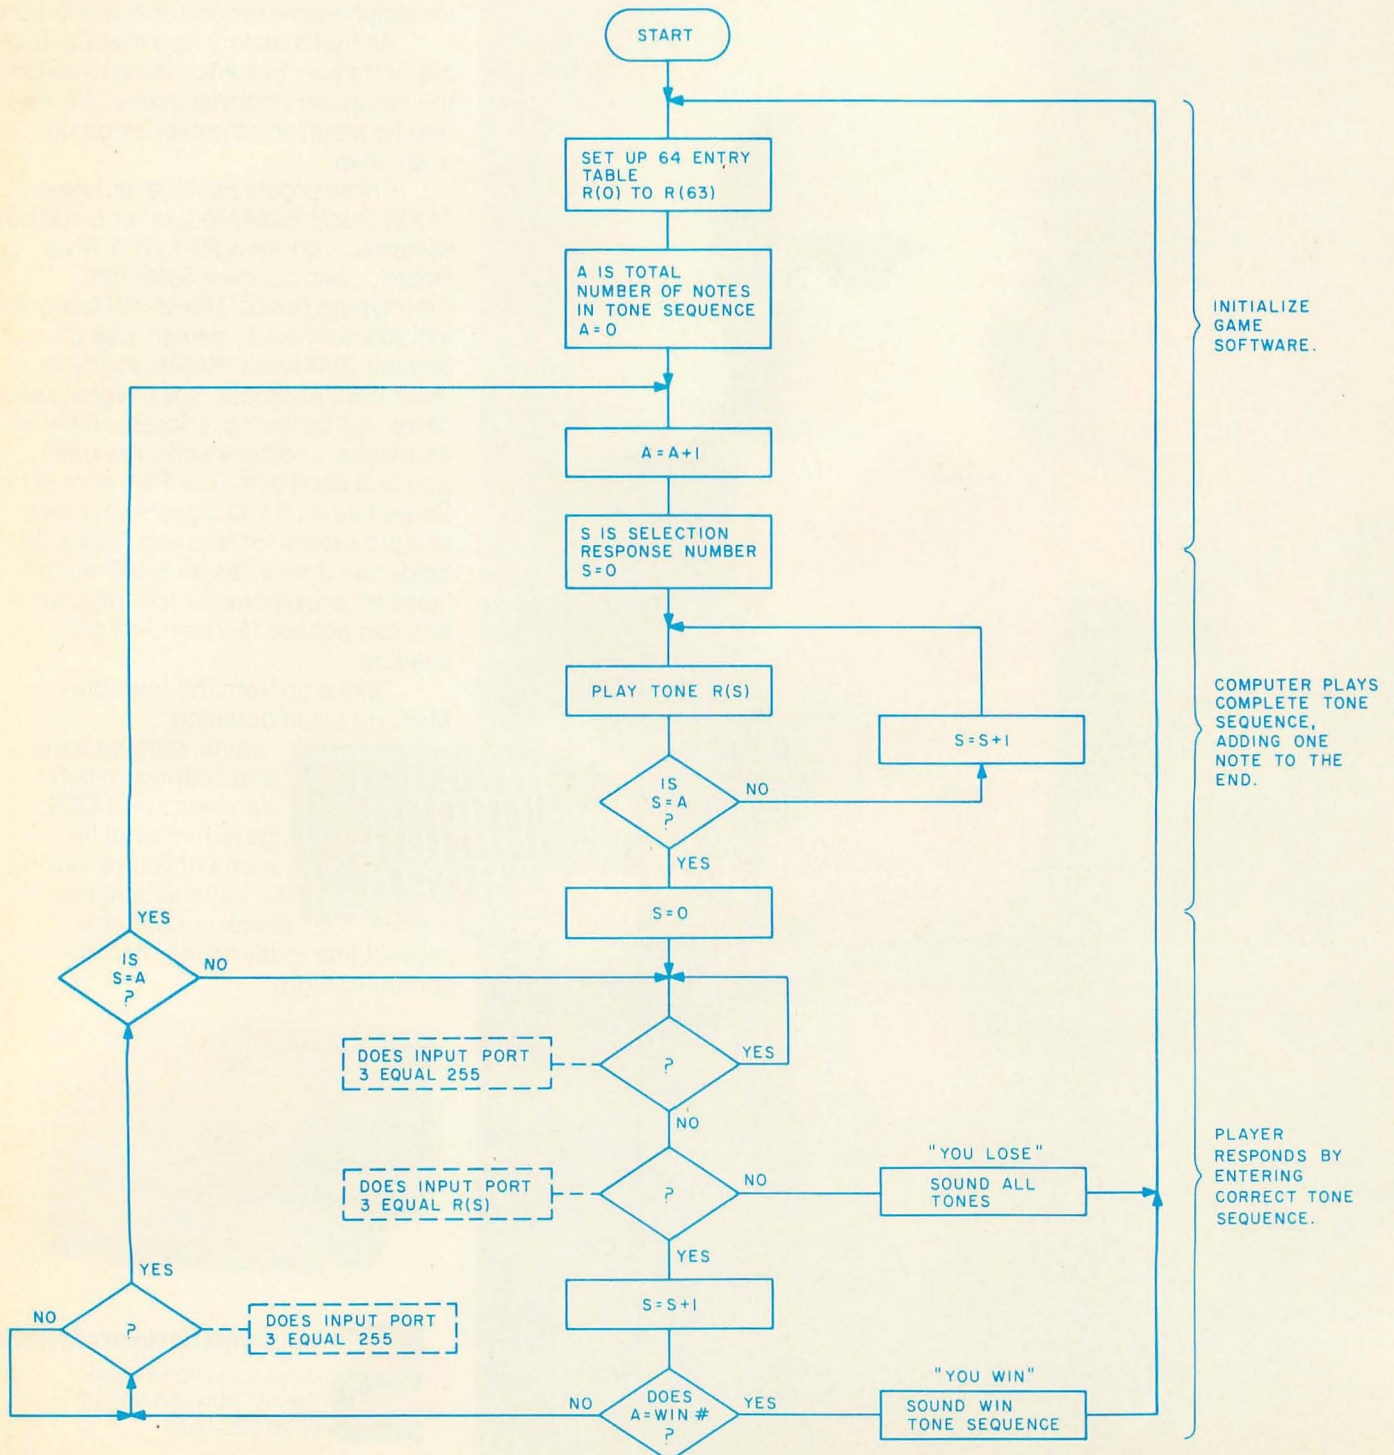 START
SET UP 64 ENTRY
TABLE
R(0) TO R(63)
A IS TOTAL
NUMBER OF NOTES
IN TONE SEQUENCE
A=0
INITIALIZE
GAME
SOFTWARE.
A=A+1
S IS SELECTION
RESPONSE NUMBER
S=0
PLAY TONE R(S)
S=S+1
COMPUTER PLAYS
COMPLETE TONE
SEQUENCE,
ADDING ONE
NOTE TO THE
END.
IS
S=A
?
NO
YES
S=0
YES
IS
S=A
?
NO
DOES INPUT PORT
3 EQUAL 255
?
YES
NO
DOES INPUT PORT
3 EQUAL R(S)
?
NO
"YOU LOSE"
SOUND ALL
TONES
PLAYER
RESPONDS BY
ENTERING
CORRECT TONE
SEQUENCE.
YES
S=S+1
YES
NO
?
DOES INPUT PORT
3 EQUAL 255
NO
DOES
A=WIN #
?
YES
"YOU WIN"
SOUND WIN
TONE SEQUENCE